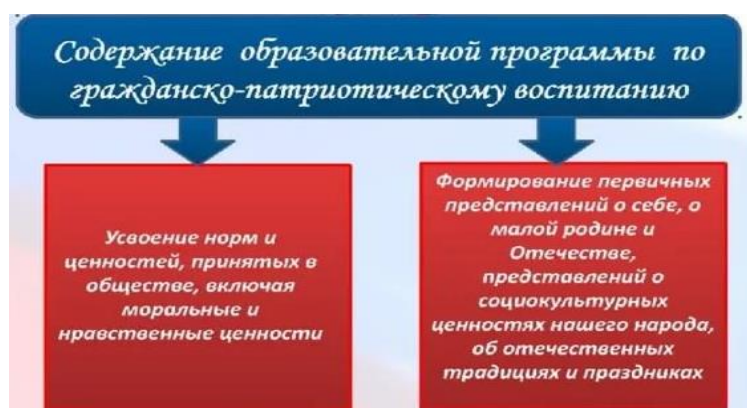 Содержание образовательной программы по
гражданско-патриотическому воспитанию
Усвоение норм и
ценностей, принятых в
обществе, включая
моральные и
нравственные ценности
Формирование первичных
представлений о себе, о
малой родине и
Отечестве,
представлений о
социокультурных
ценностях нашего народа,
об отечественных
традициях и праздниках